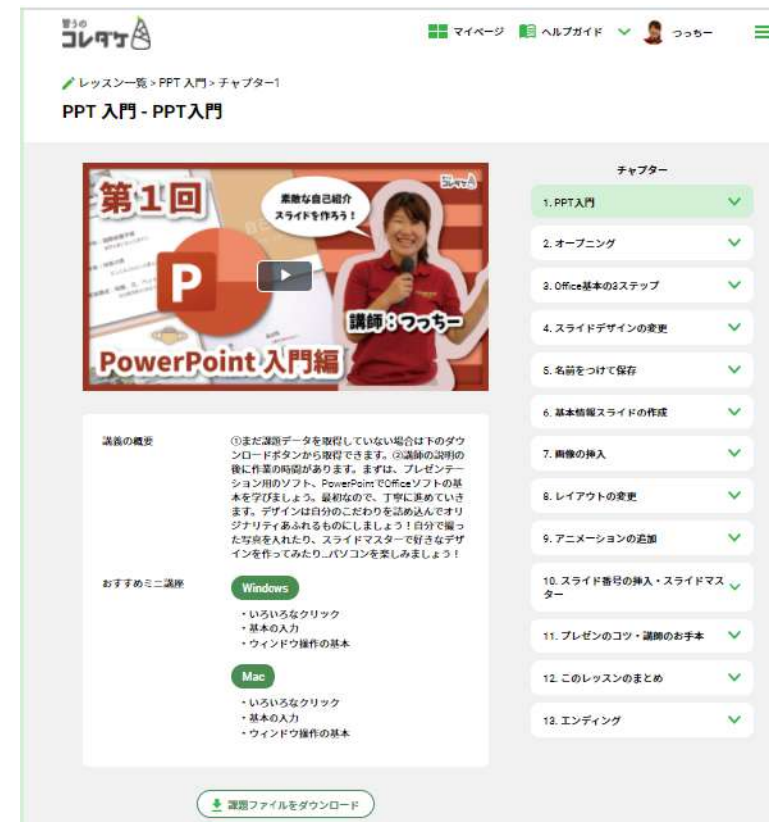 習うの
コレダケ
マイページ
ヘルプガイド
つっちー
レッスン一覧 > PPT 入門 > チャプター1
PPT 入門 - PPT入門
第1回
素敵な自己紹介
スライドを作ろう！
コレダケ
P
講師：つっちー
PowerPoint 入門編
講義の概要
①まだ課題データを取得していない場合は下のダウ
ンロードボタンから取得できます。②講師の説明の
後に作業の時間があります。まずは、プレゼンテー
ション用のソフト、PowerPointでOfficeソフトの基
本を学びましょう。最初なので、丁寧に進めていき
ます。デザインは自分のこだわりを詰め込んでオリ
ジナリティあふれるものにしましょう！自分で撮っ
た写真を入れたり、スライドマスターで好きなデザ
インを作ってみたり…パソコンを楽しみましょう！
おすすめミニ講座
Windows
・いろいろなクリック
・基本の入力
・ウィンドウ操作の基本
Mac
・いろいろなクリック
・基本の入力
・ウィンドウ操作の基本
課題ファイルをダウンロード
チャプター
1. PPT入門
2. オープニング
3. Office基本の3ステップ
4. スライドデザインの変更
5. 名前をつけて保存
6. 基本情報スライドの作成
7. 画像の挿入
8. レイアウトの変更
9. アニメーションの追加
10. スライド番号の挿入・スライドマス
ター
11. プレゼンのコツ・講師のお手本
12. このレッスンのまとめ
13. エンディング